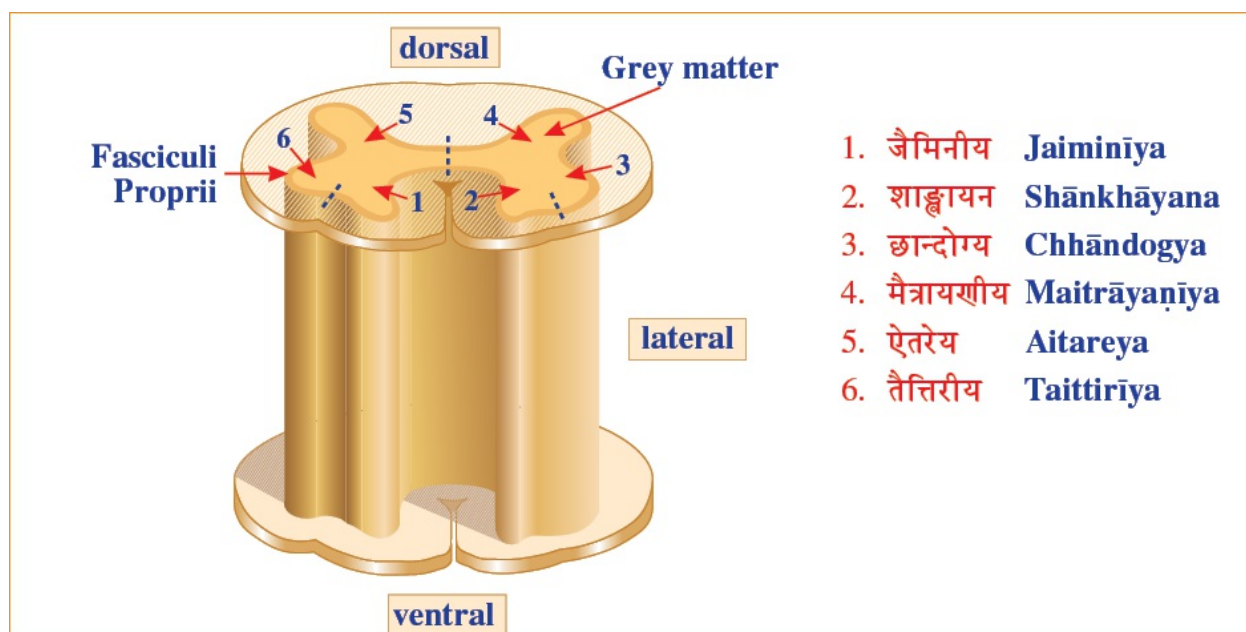 dorsal
Grey matter
5
4
6
3
Fasciculi
Proprii
1
2
lateral
ventral
1. जैमिनीय Jaiminīya
2. शाङ्खायन Shānkhāyana
3. छान्दोग्य Chhāndogya
4. मैत्रायणीय Maitrāyaṇīya
5. ऐतरेय Aitareya
6. तैत्तिरीय Taittirīya